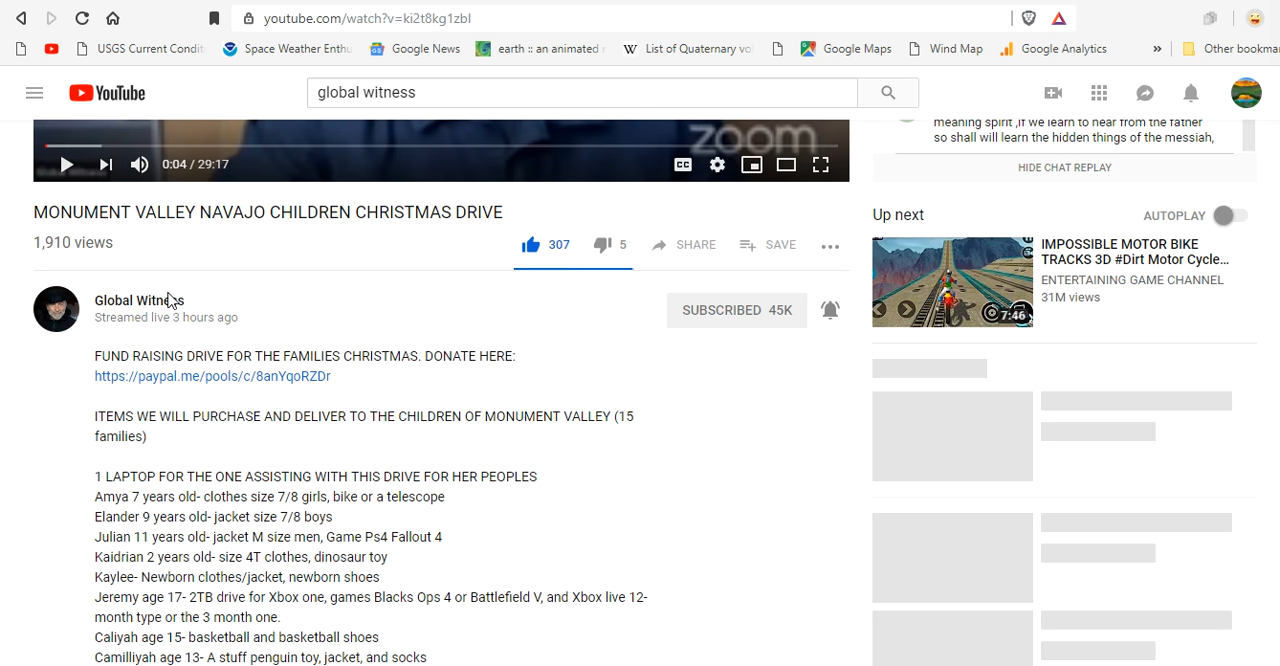 youtube.com/watch?v=ki2t8kg1zbI
USGS Current Condit
Space Weather Enthu
Google News
earth :: an animated
W List of Quaternary vo
Google Maps
Wind Map
Google Analytics
»
Other bookma
YouTube
global witness
zoom
0:04 / 29:17
CC
meaning spirit ,if we learn to hear from the father
so shall will learn the hidden things of the messiah,
HIDE CHAT REPLAY
MONUMENT VALLEY NAVAJO CHILDREN CHRISTMAS DRIVE
1,910 views
307
5
SHARE
SAVE
Up next
AUTOPLAY
IMPOSSIBLE MOTOR BIKE
TRACKS 3D #Dirt Motor Cycle...
ENTERTAINING GAME CHANNEL
31M views
7:46
Global Witness
Streamed live 3 hours ago
SUBSCRIBED 45K
FUND RAISING DRIVE FOR THE FAMILIES CHRISTMAS. DONATE HERE:
https://paypal.me/pools/c/8anYqoRZDr
ITEMS WE WILL PURCHASE AND DELIVER TO THE CHILDREN OF MONUMENT VALLEY (15
families)
1 LAPTOP FOR THE ONE ASSISTING WITH THIS DRIVE FOR HER PEOPLES
Amya 7 years old- clothes size 7/8 girls, bike or a telescope
Elander 9 years old- jacket size 7/8 boys
Julian 11 years old- jacket M size men, Game Ps4 Fallout 4
Kaidrian 2 years old- size 4T clothes, dinosaur toy
Kaylee- Newborn clothes/jacket, newborn shoes
Jeremy age 17- 2TB drive for Xbox one, games Blacks Ops 4 or Battlefield V, and Xbox live 12-
month type or the 3 month one.
Caliyah age 15- basketball and basketball shoes
Camilliyah age 13- A stuff penguin toy, jacket, and socks